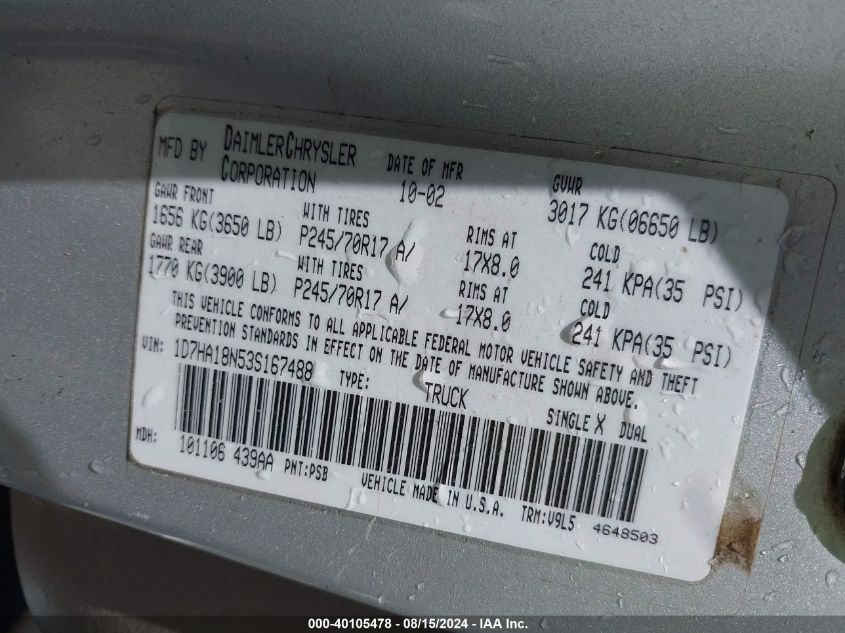 MFD BY DAIMLERCHRYSLER CORPORATION DATE OF MFR 10-02 GVWR 3017 KG(06650 LB)
GAWR FRONT WITH TIRES RIMS AT COLD
1656 KG(3650 LB) P245/70R17 A/ 17X8.0 241 KPA(35 PSI)
GAWR REAR WITH TIRES RIMS AT COLD
1770 KG(3900 LB) P245/70R17 A/ 17X8.0 241 KPA(35 PSI)
THIS VEHICLE CONFORMS TO ALL APPLICABLE FEDERAL MOTOR VEHICLE SAFETY AND THEFT
PREVENTION STANDARDS IN EFFECT ON THE DATE OF MANUFACTURE SHOWN ABOVE.
VIN: 1D7HA18N53S167488 TYPE: TRUCK SINGLE X DUAL
MDH: 101106 439AA PNT:PSB VEHICLE MADE IN U.S.A. TRM:V9L5 4648503
000-40105478 - 08/15/2024 - IAA Inc.